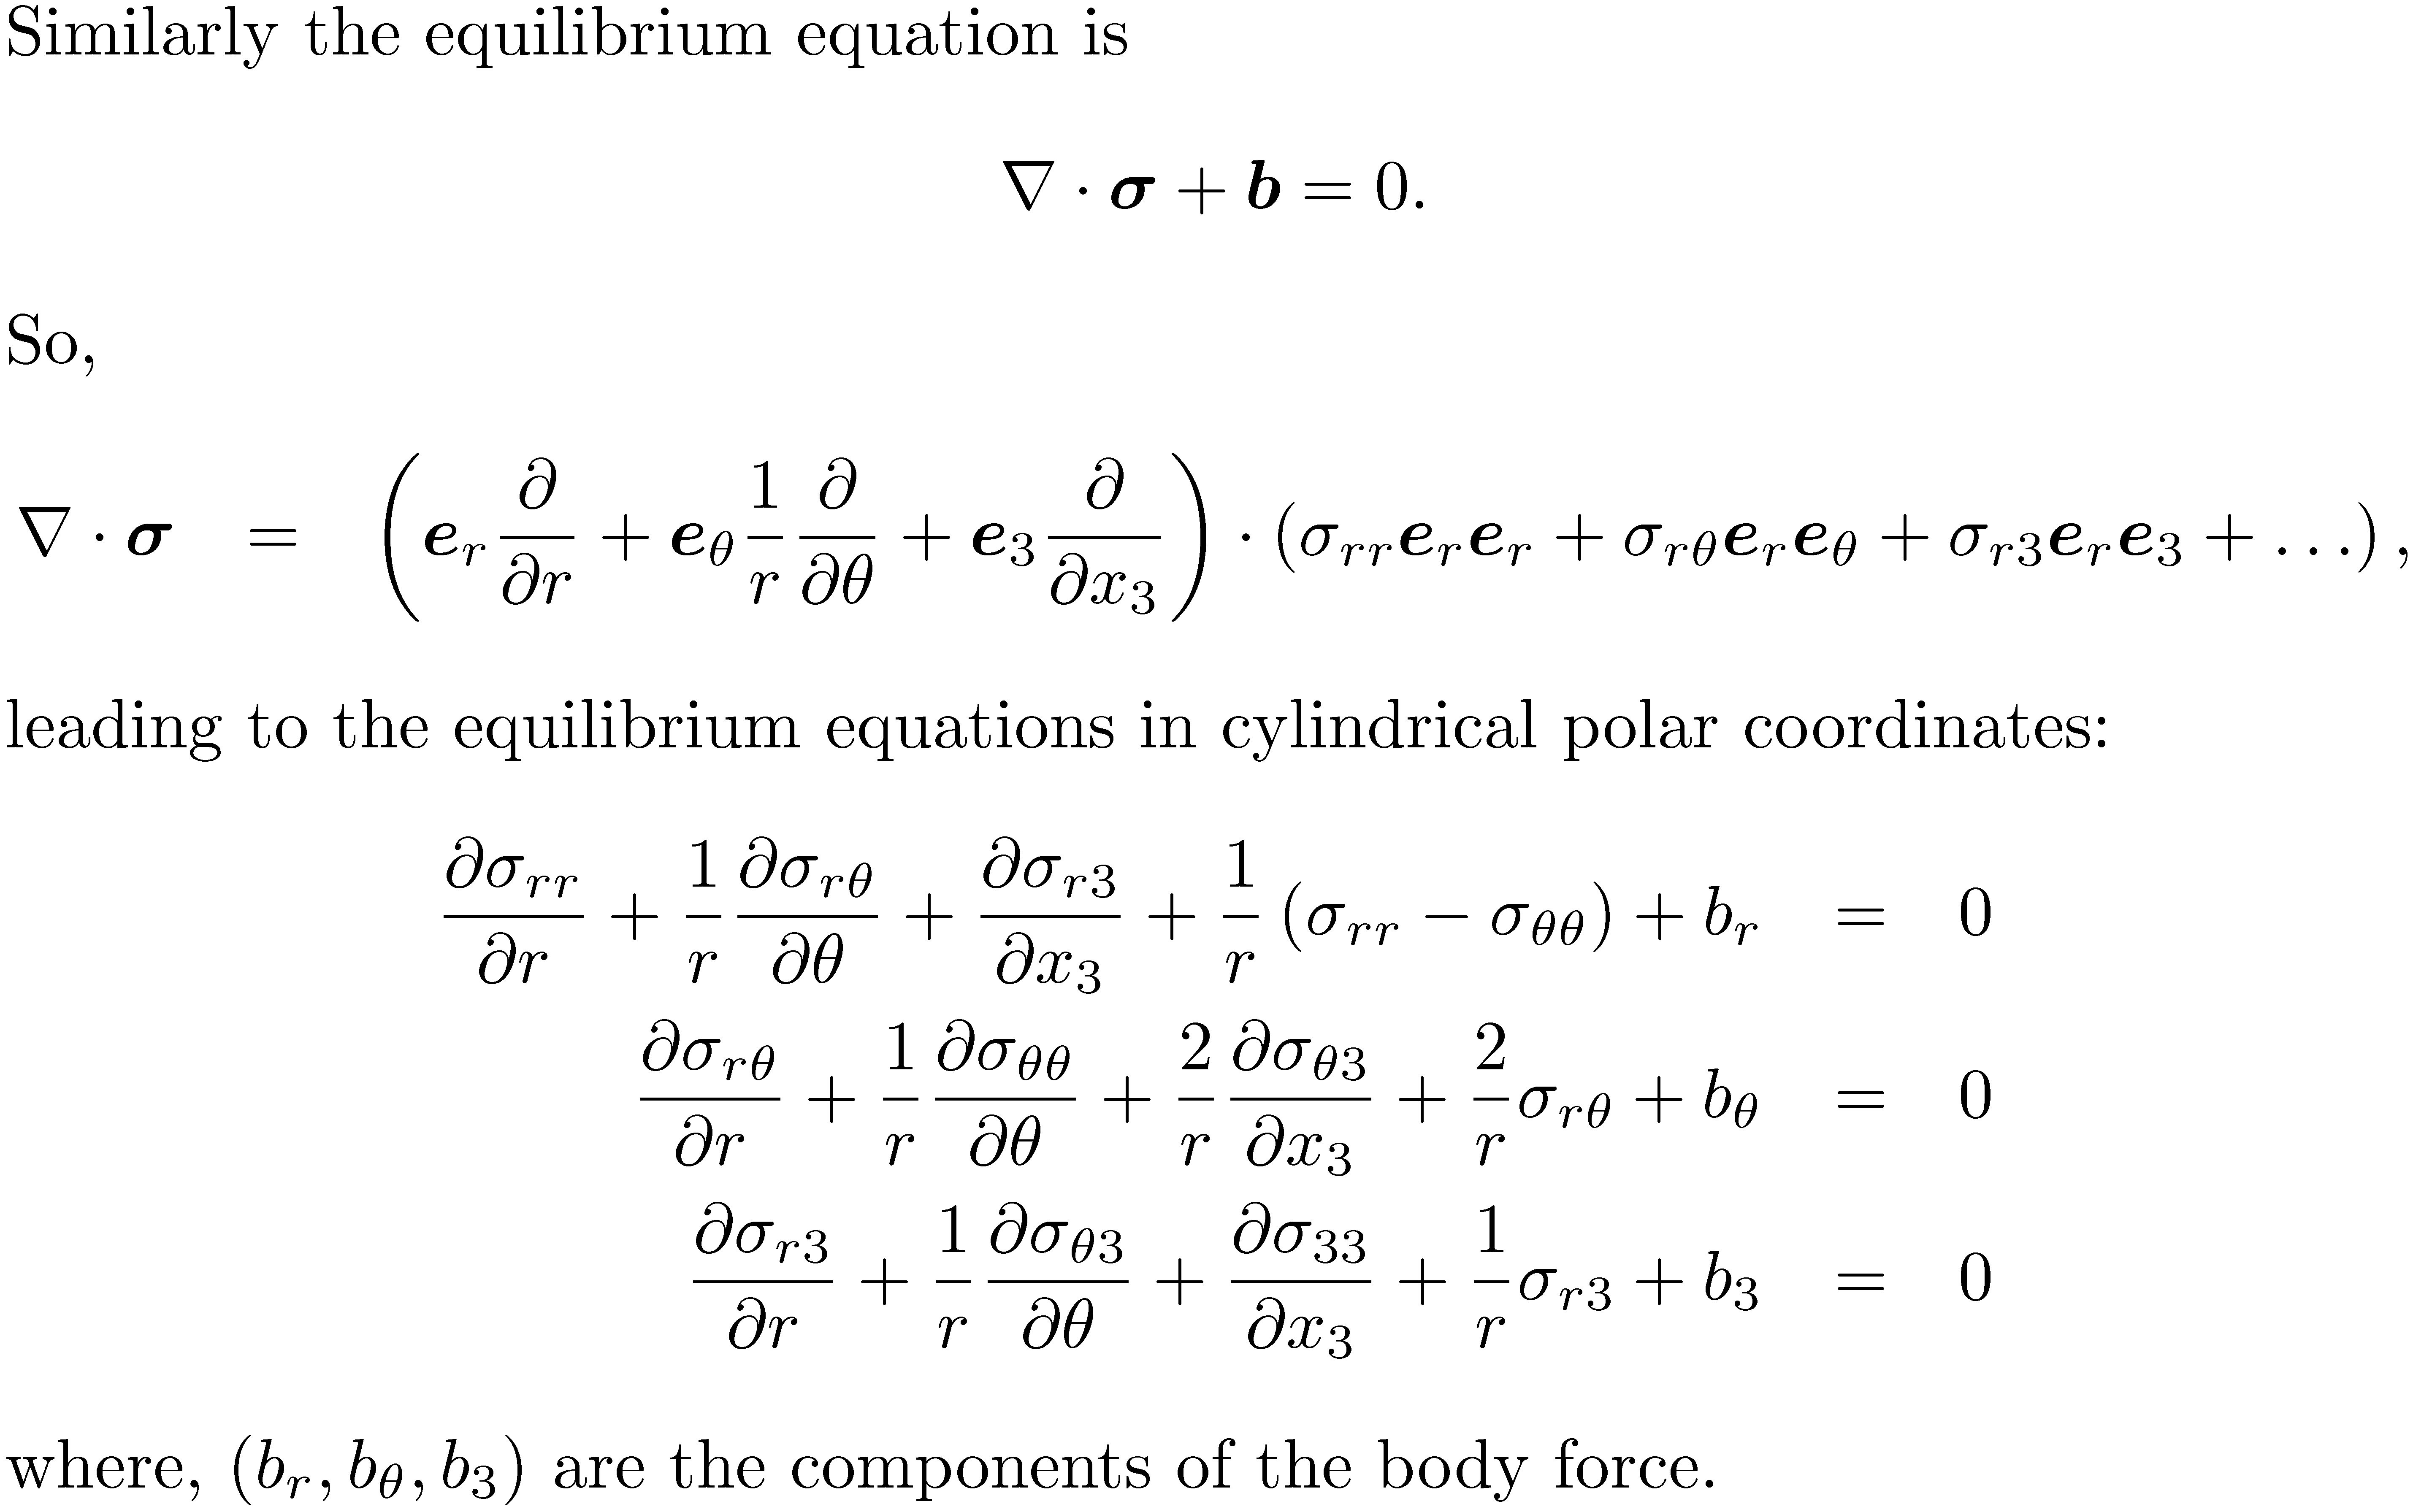 Similarly the equilibrium equation is
∇ · σ + b = 0.
So,
∇ · σ = ( e_r ∂/∂r + e_θ (1/r) ∂/∂θ + e_3 ∂/∂x_3 ) · (σ_rr e_r e_r + σ_rθ e_r e_θ + σ_r3 e_r e_3 + …) ,
leading to the equilibrium equations in cylindrical polar coordinates:
∂σ_rr/∂r + (1/r) ∂σ_rθ/∂θ + ∂σ_r3/∂x_3 + (1/r) (σ_rr − σ_θθ) + b_r = 0
∂σ_rθ/∂r + (1/r) ∂σ_θθ/∂θ + (2/r) ∂σ_θ3/∂x_3 + (2/r) σ_rθ + b_θ = 0
∂σ_r3/∂r + (1/r) ∂σ_θ3/∂θ + ∂σ_33/∂x_3 + (1/r) σ_r3 + b_3 = 0
where, (b_r, b_θ, b_3) are the components of the body force.